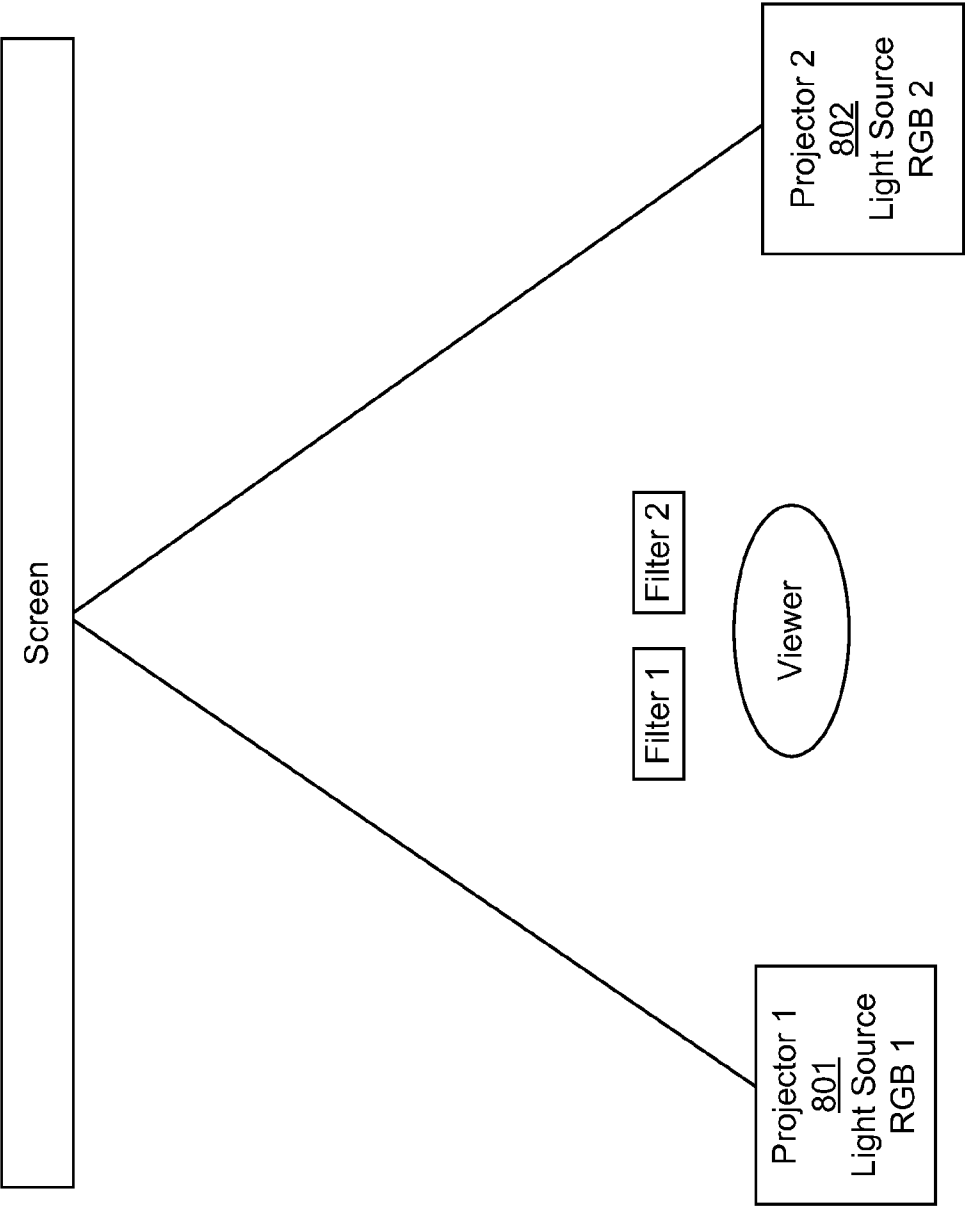 Screen
Filter 1
Filter 2
Viewer
Projector 1
801
Light Source
RGB 1
Projector 2
802
Light Source
RGB 2